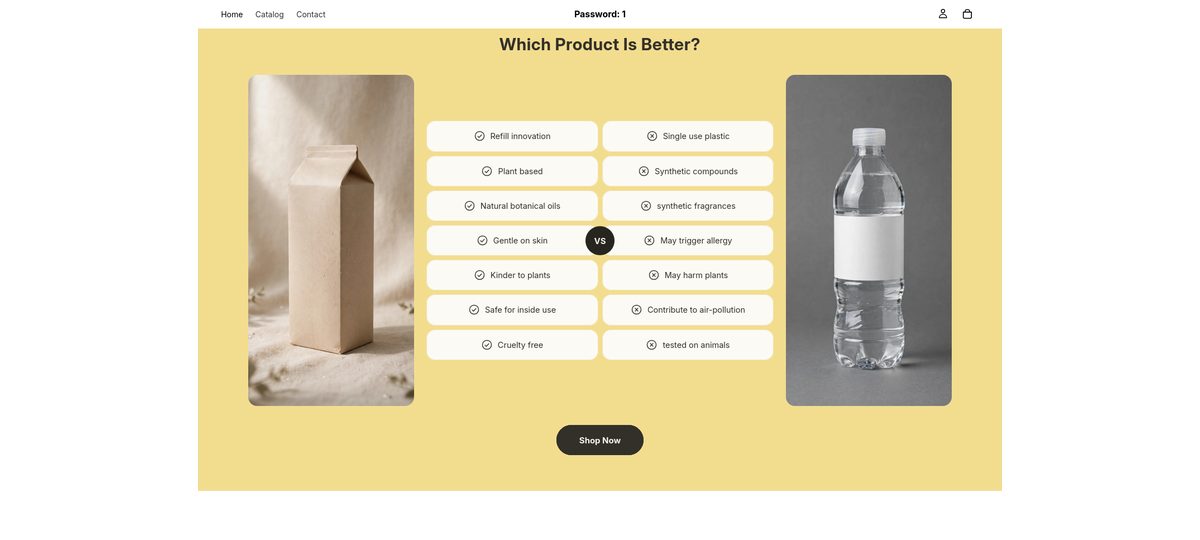 Home Catalog Contact
Password: 1
Which Product Is Better?
Refill innovation
Single use plastic
Plant based
Synthetic compounds
Natural botanical oils
synthetic fragrances
Gentle on skin
VS
May trigger allergy
Kinder to plants
May harm plants
Safe for inside use
Contribute to air-pollution
Cruelty free
tested on animals
Shop Now